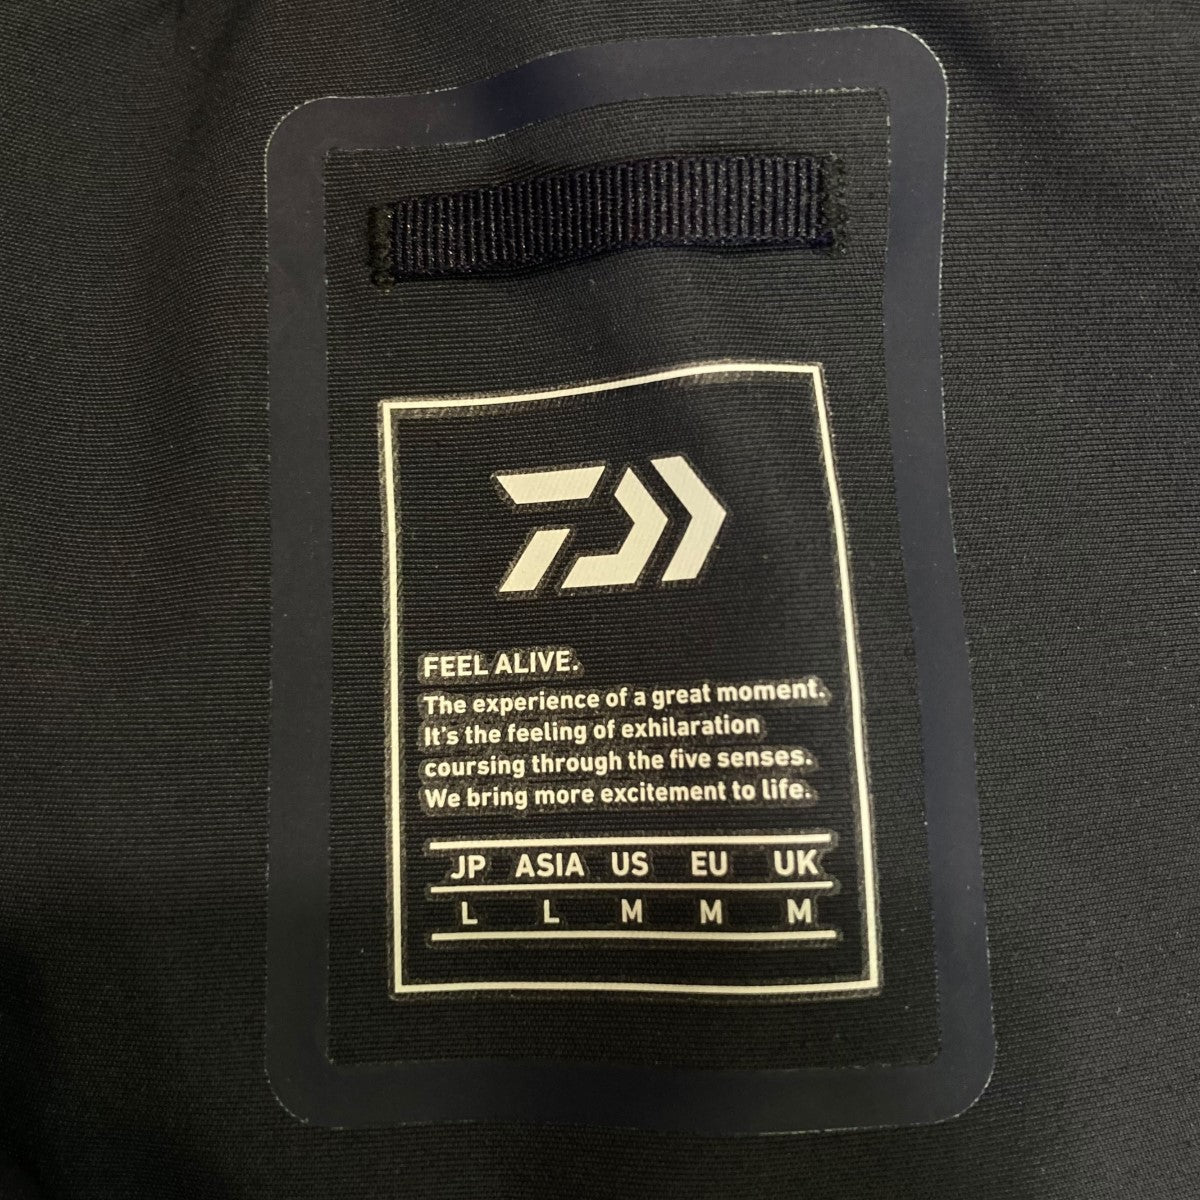 FEEL ALIVE.
The experience of a great moment.
It's the feeling of exhilaration
coursing through the five senses.
We bring more excitement to life.
JP ASIA US EU UK
L L M M M